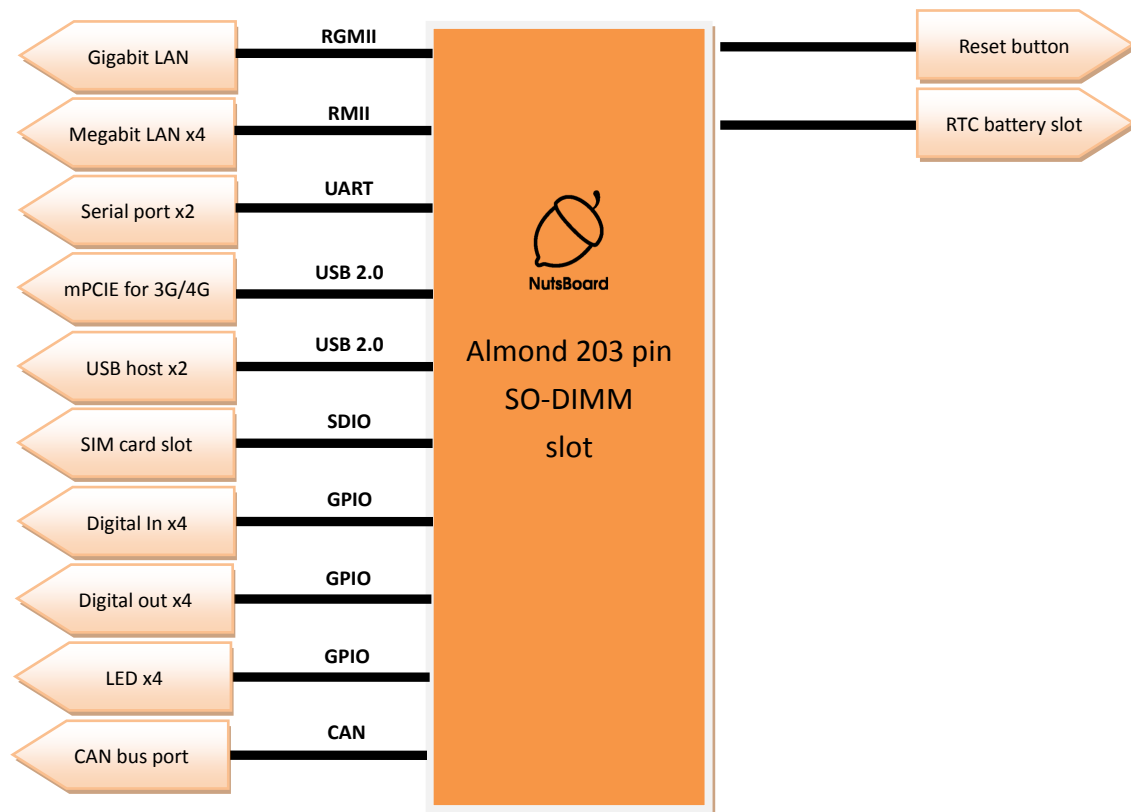 Gigabit LAN
RGMII
Megabit LAN x4
RMII
Serial port x2
UART
mPCIE for 3G/4G
USB 2.0
USB host x2
USB 2.0
SIM card slot
SDIO
Digital In x4
GPIO
Digital out x4
GPIO
LED x4
GPIO
CAN bus port
CAN
NutsBoard
Almond 203 pin
SO-DIMM
slot
Reset button
RTC battery slot